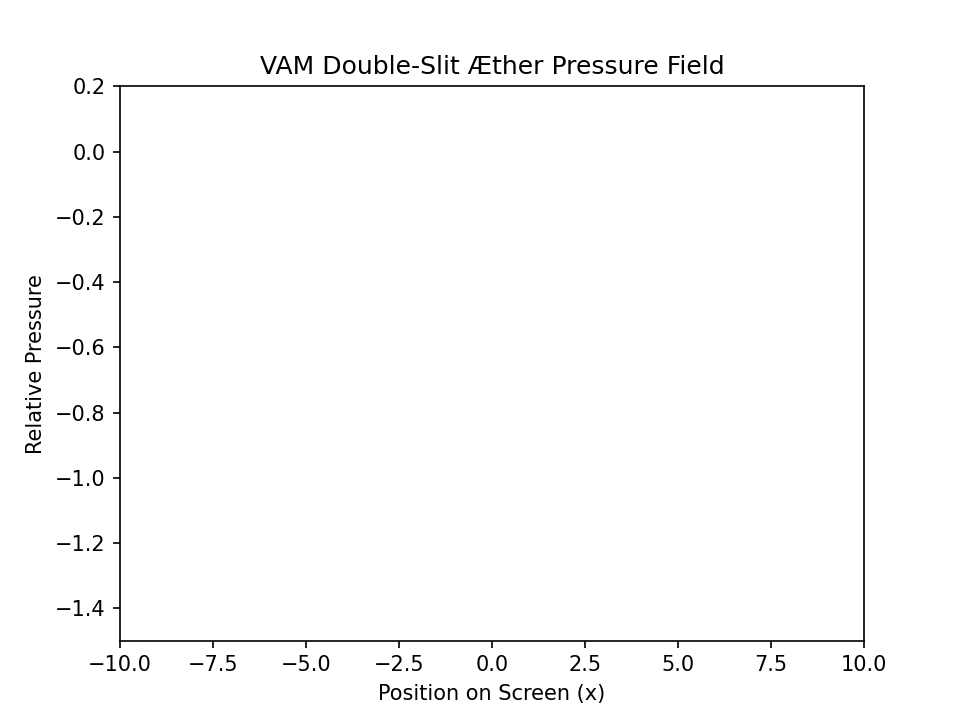 VAM Double-Slit Æther Pressure Field
0.2
0.0
−0.2
−0.4
−0.6
−0.8
−1.0
−1.2
−1.4
Relative Pressure
−10.0 −7.5 −5.0 −2.5 0.0 2.5 5.0 7.5 10.0
Position on Screen (x)